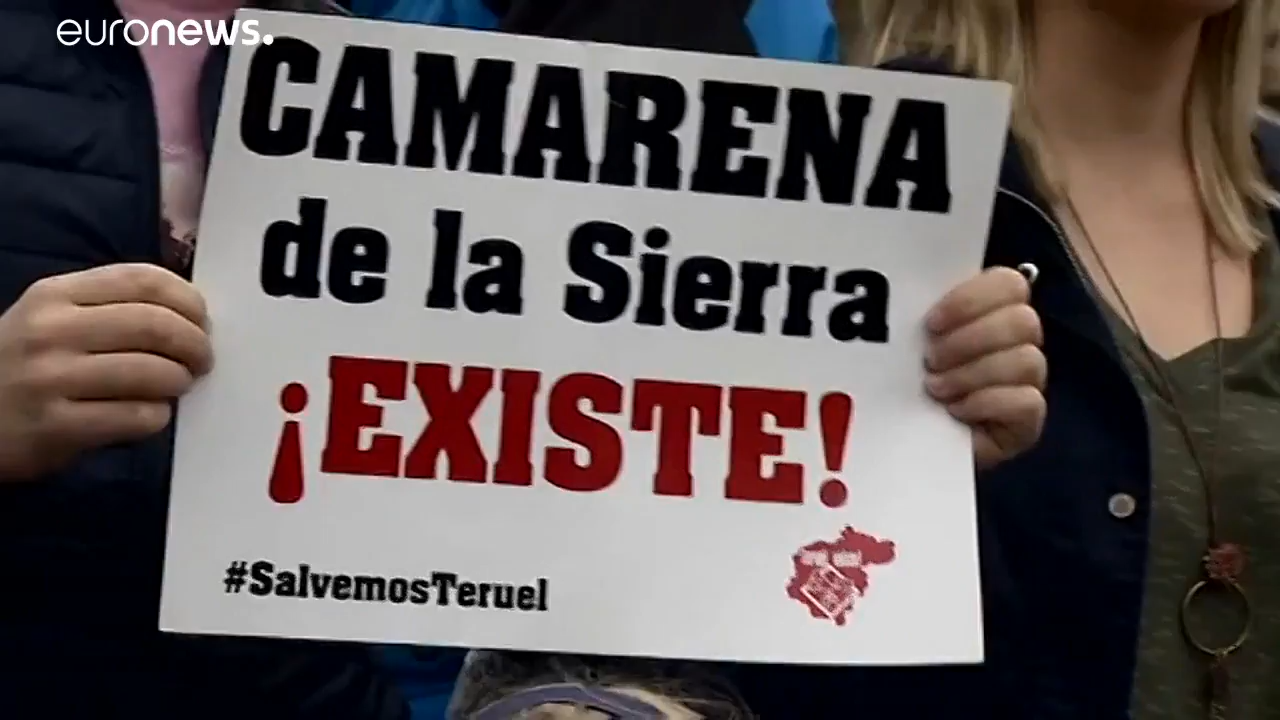 euronews.
CAMARENA
de la Sierra
¡EXISTE!
#SalvemosTeruel